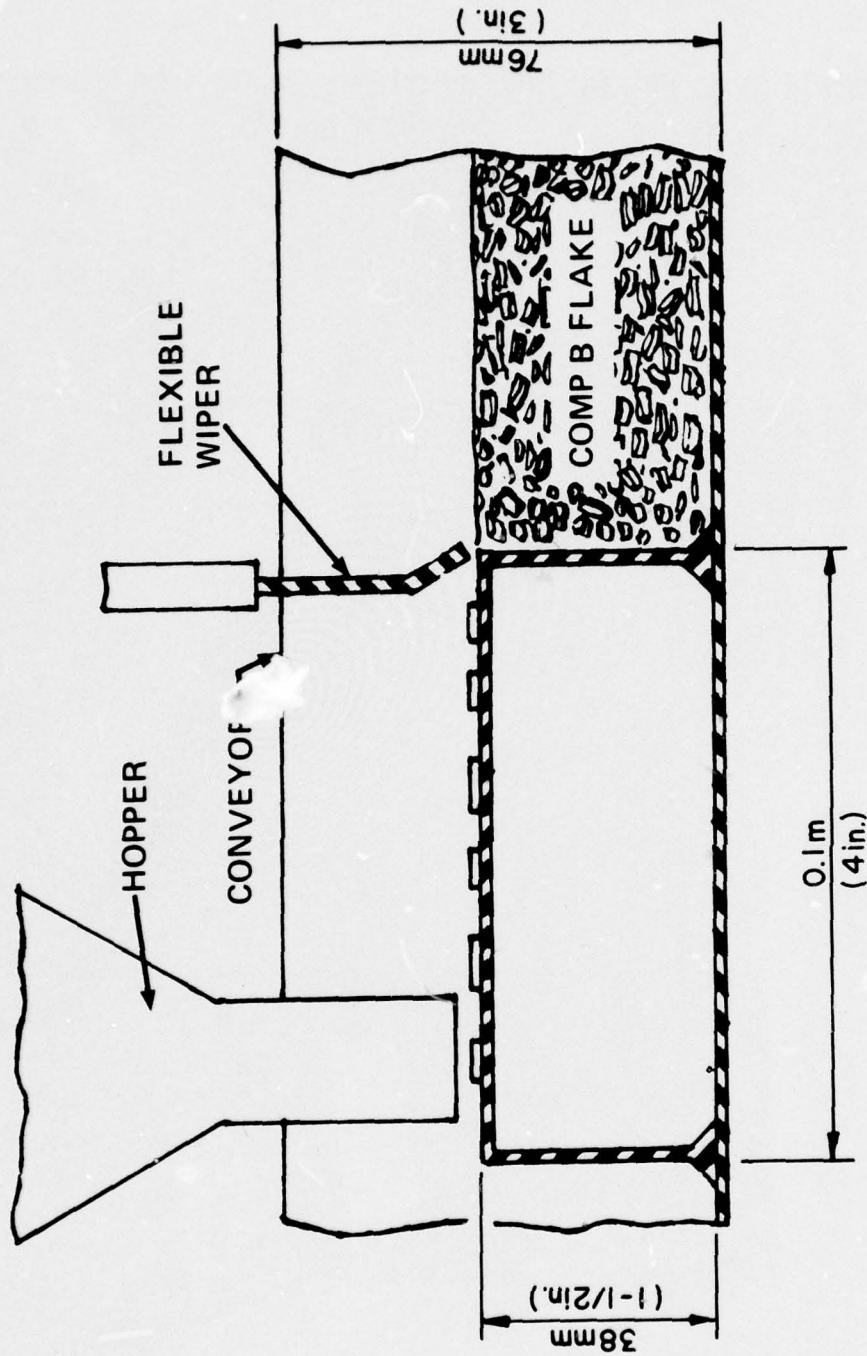 HOPPER
CONVEYOR
FLEXIBLE
WIPER
COMP B FLAKE
76mm
(3in.)
38mm
(1-1/2in.)
0.1m
(4in.)